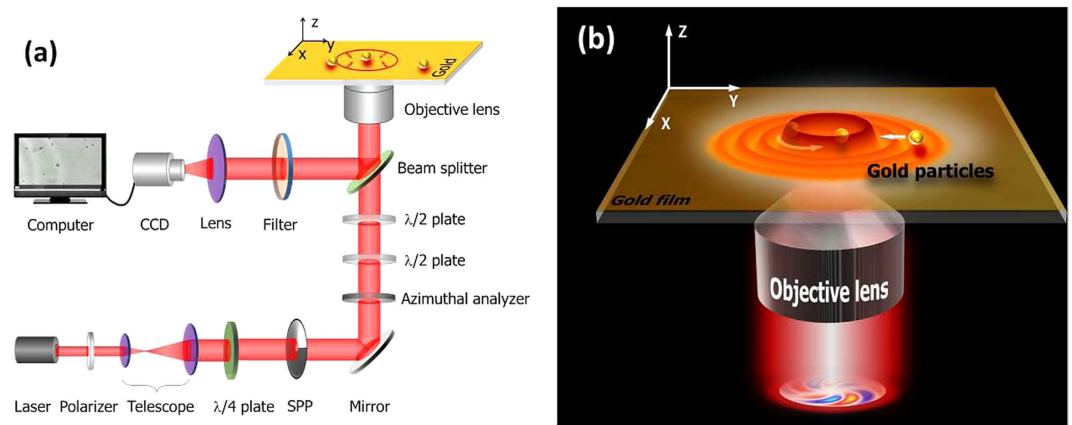 (a)
z
x
y
Gold
Objective lens
Beam splitter
Computer
CCD
Lens
Filter
λ/2 plate
λ/2 plate
Azimuthal analyzer
Laser
Polarizer
Telescope
λ/4 plate
SPP
Mirror
(b)
Z
Y
X
Gold particles
Gold film
Objective lens